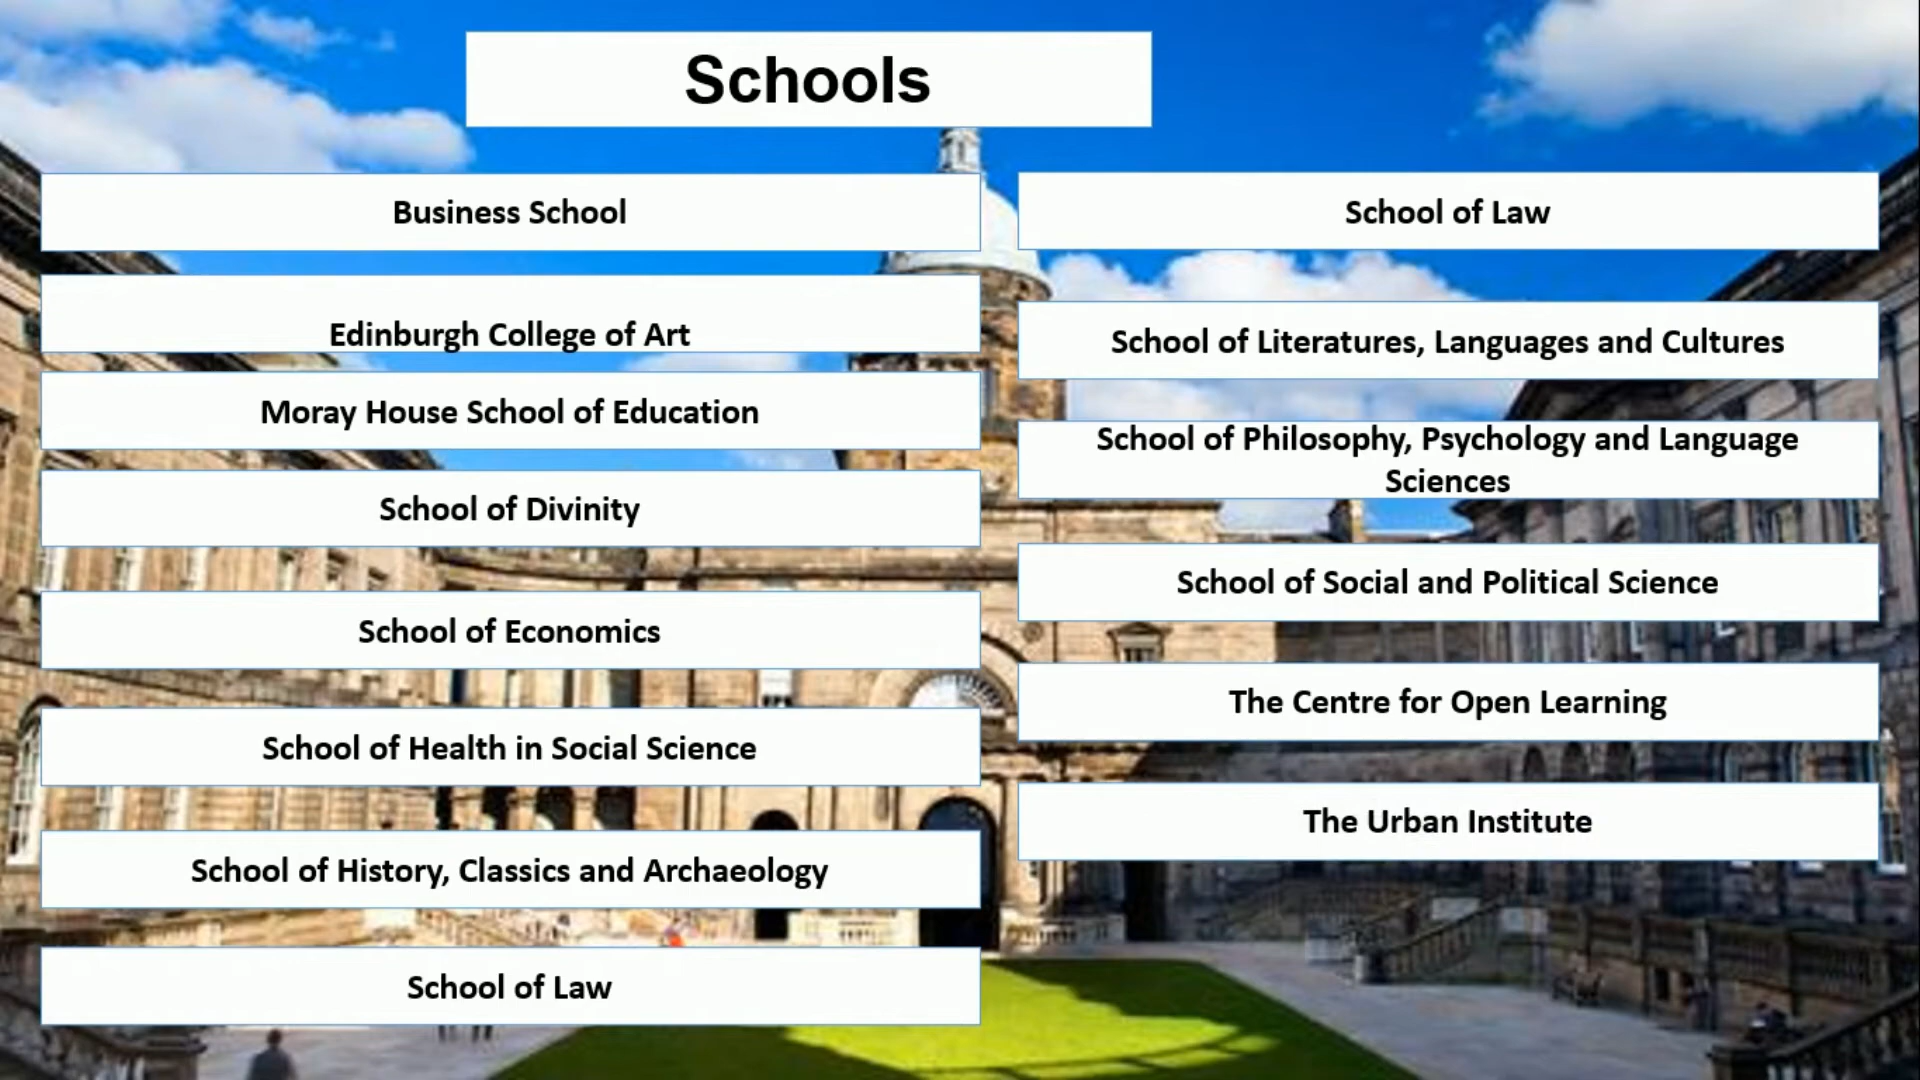 Schools
Business School
Edinburgh College of Art
Moray House School of Education
School of Divinity
School of Economics
School of Health in Social Science
School of History, Classics and Archaeology
School of Law
School of Law
School of Literatures, Languages and Cultures
School of Philosophy, Psychology and Language
Sciences
School of Social and Political Science
The Centre for Open Learning
The Urban Institute